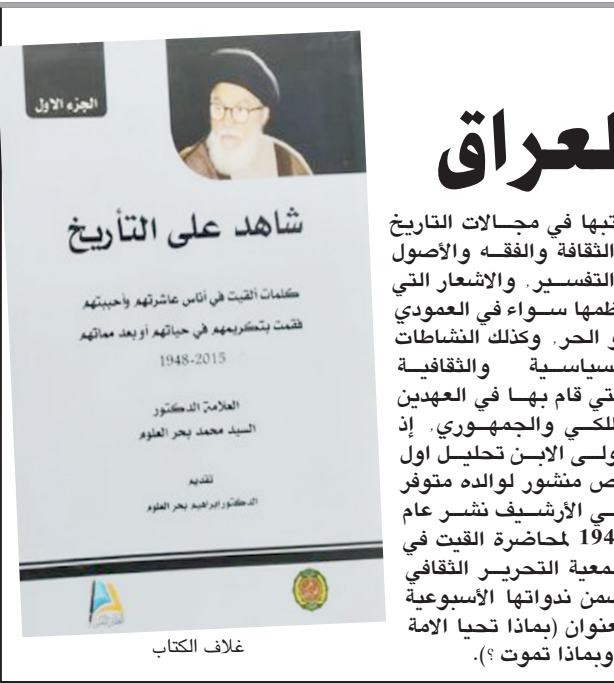 لعراق
الجزء الاول
شاهد على التأريخ
كلمات ألقيت في أناس عاشرتهم وأحببتهم
فقمت بتكريمهم في حياتهم أو بعد مماتهم
1948-2015
العلامة الدكتور
السيد محمد بحر العلوم
تقديم
الدكتور ابراهيم بحر العلوم
غلاف الكتاب
تبها في مجالات التاريخ
الثقافة والفقه والأصول
التفسير، والاشعار التي
ظمها سواء في العمودي
و الحر، وكذلك النشاطات
سياسية والثقافية
تي قام بها في العهدين
لكي والجمهوري، إذ
ولى الابن تحليل اول
ص منشور لوالده متوفر
ـي الأرشيف نشر عام
194 لمحاضرة القيت في
معية التحرير الثقافي
ـمن ندواتها الأسبوعية
عنوان (بماذا تحيا الامة
وبماذا تموت ؟).